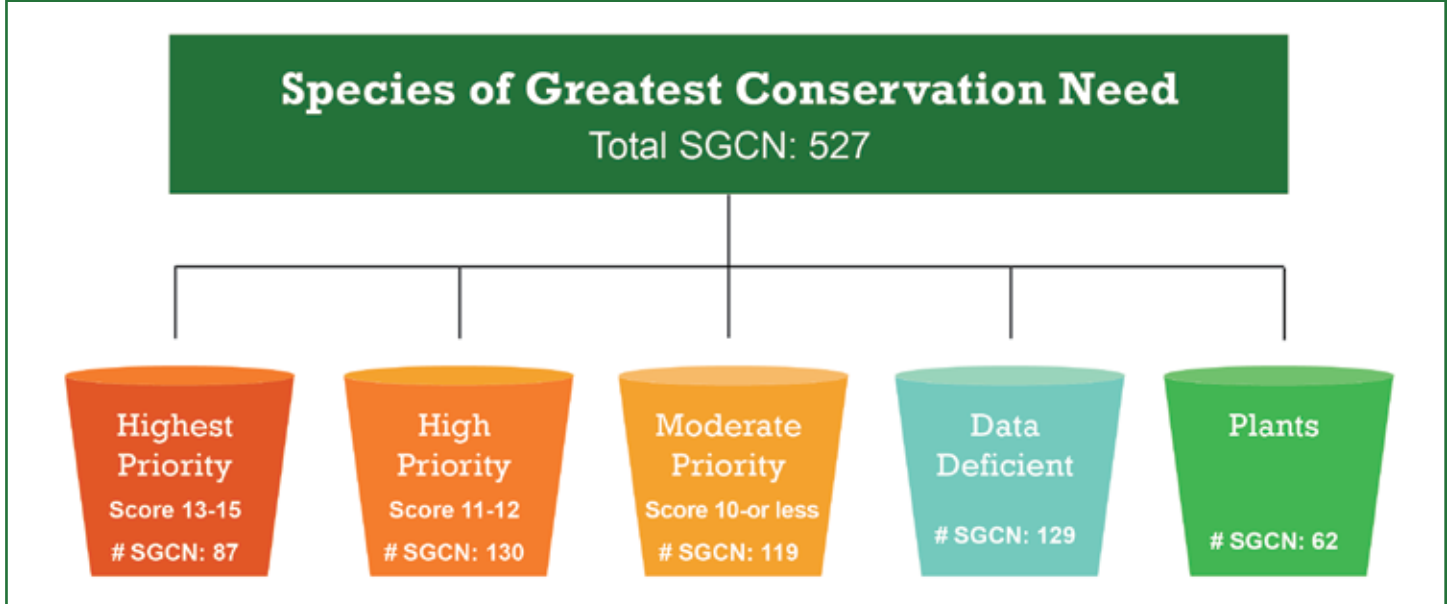 Species of Greatest Conservation Need
Total SGCN: 527
Highest
Priority
Score 13-15
# SGCN: 87
High
Priority
Score 11-12
# SGCN: 130
Moderate
Priority
Score 10-or less
# SGCN: 119
Data
Deficient
# SGCN: 129
Plants
# SGCN: 62